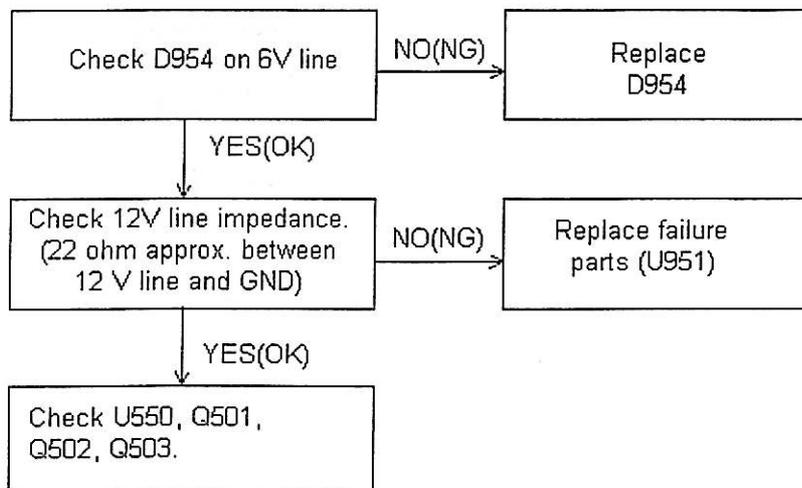 Check D954 on 6V line
NO(NG)
Replace
D954
YES(OK)
Check 12V line impedance.
(22 ohm approx. between
12 V line and GND)
NO(NG)
Replace failure
parts (U951)
YES(OK)
Check U550, Q501,
Q502, Q503.